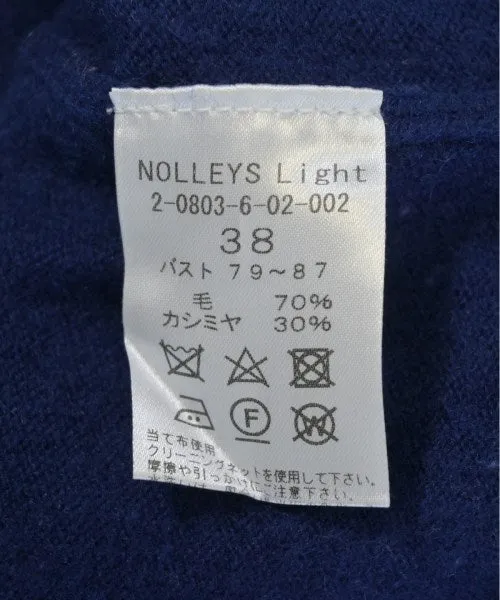 NOLLEYS Light
2-0803-6-02-002
38
バスト 79～87
毛 70%
カシミヤ 30%
F
W
当て布使用
クリーニングネットを使用して下さい。
摩擦や引っかけにご注意下さい。